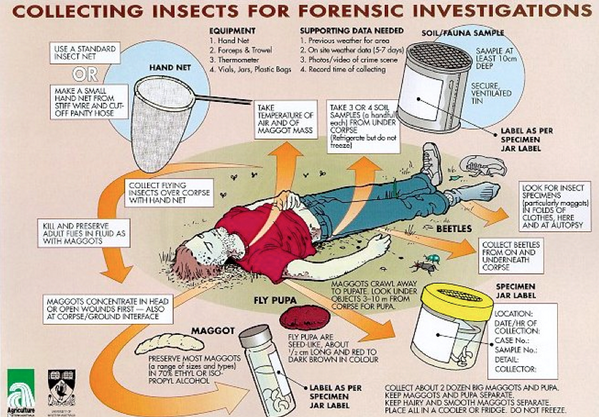 COLLECTING INSECTS FOR FORENSIC INVESTIGATIONS
EQUIPMENT
1. Hand Net
2. Forceps & Trowel
3. Thermometer
4. Vials, Jars, Plastic Bags
SUPPORTING DATA NEEDED
1. Previous weather for area
2. On site weather data (5-7 days)
3. Photos/video of crime scene
4. Record time of collecting
SOIL/FAUNA SAMPLE
SAMPLE AT
LEAST 10cm
DEEP
SECURE,
VENTILATED
TIN
LABEL AS PER
SPECIMEN
JAR LABEL
USE A STANDARD
INSECT NET
OR
MAKE A SMALL
HAND NET FROM
STIFF WIRE AND CUT-
OFF PANTY HOSE
HAND NET
TAKE
TEMPERATURE
OF AIR AND OF
MAGGOT MASS
TAKE 3 OR 4 SOIL
SAMPLES (a handful
each) FROM UNDER
CORPSE
(Refrigerate but do not
freeze)
COLLECT FLYING
INSECTS OVER CORPSE
WITH HAND NET
LOOK FOR INSECT
SPECIMENS
(particularly maggots)
IN FOLDS OF
CLOTHES, HERE
AND AT AUTOPSY
KILL AND PRESERVE
ADULT FLIES IN FLUID AS
WITH MAGGOTS
BEETLES
COLLECT BEETLES
FROM ON AND
UNDERNEATH
CORPSE
MAGGOTS CONCENTRATE IN HEAD
OR OPEN WOUNDS FIRST — ALSO
AT CORPSE/GROUND INTERFACE
MAGGOTS CRAWL AWAY
TO PUPATE. LOOK UNDER
OBJECTS 3–10 m FROM
CORPSE FOR PUPA.
FLY PUPA
FLY PUPA ARE
SEED-LIKE, ABOUT
1/2 cm LONG AND RED TO
DARK BROWN IN COLOUR
MAGGOT
PRESERVE MOST MAGGOTS
(a range of sizes and types)
IN 70% ETHYL OR ISO-
PROPYL ALCOHOL
LABEL AS PER
SPECIMEN
JAR LABEL
SPECIMEN
JAR LABEL
LOCATION:
DATE/HR OF
COLLECTION:
CASE No.:
SAMPLE No.:
DETAIL:
COLLECTOR:
COLLECT ABOUT 2 DOZEN BIG MAGGOTS AND PUPA.
KEEP MAGGOTS AND PUPA SEPARATE.
KEEP HAIRY AND SMOOTH MAGGOTS SEPARATE.
PLACE ALL IN A COOLER OR FRIDGE. DO NOT FREEZE.
Agriculture